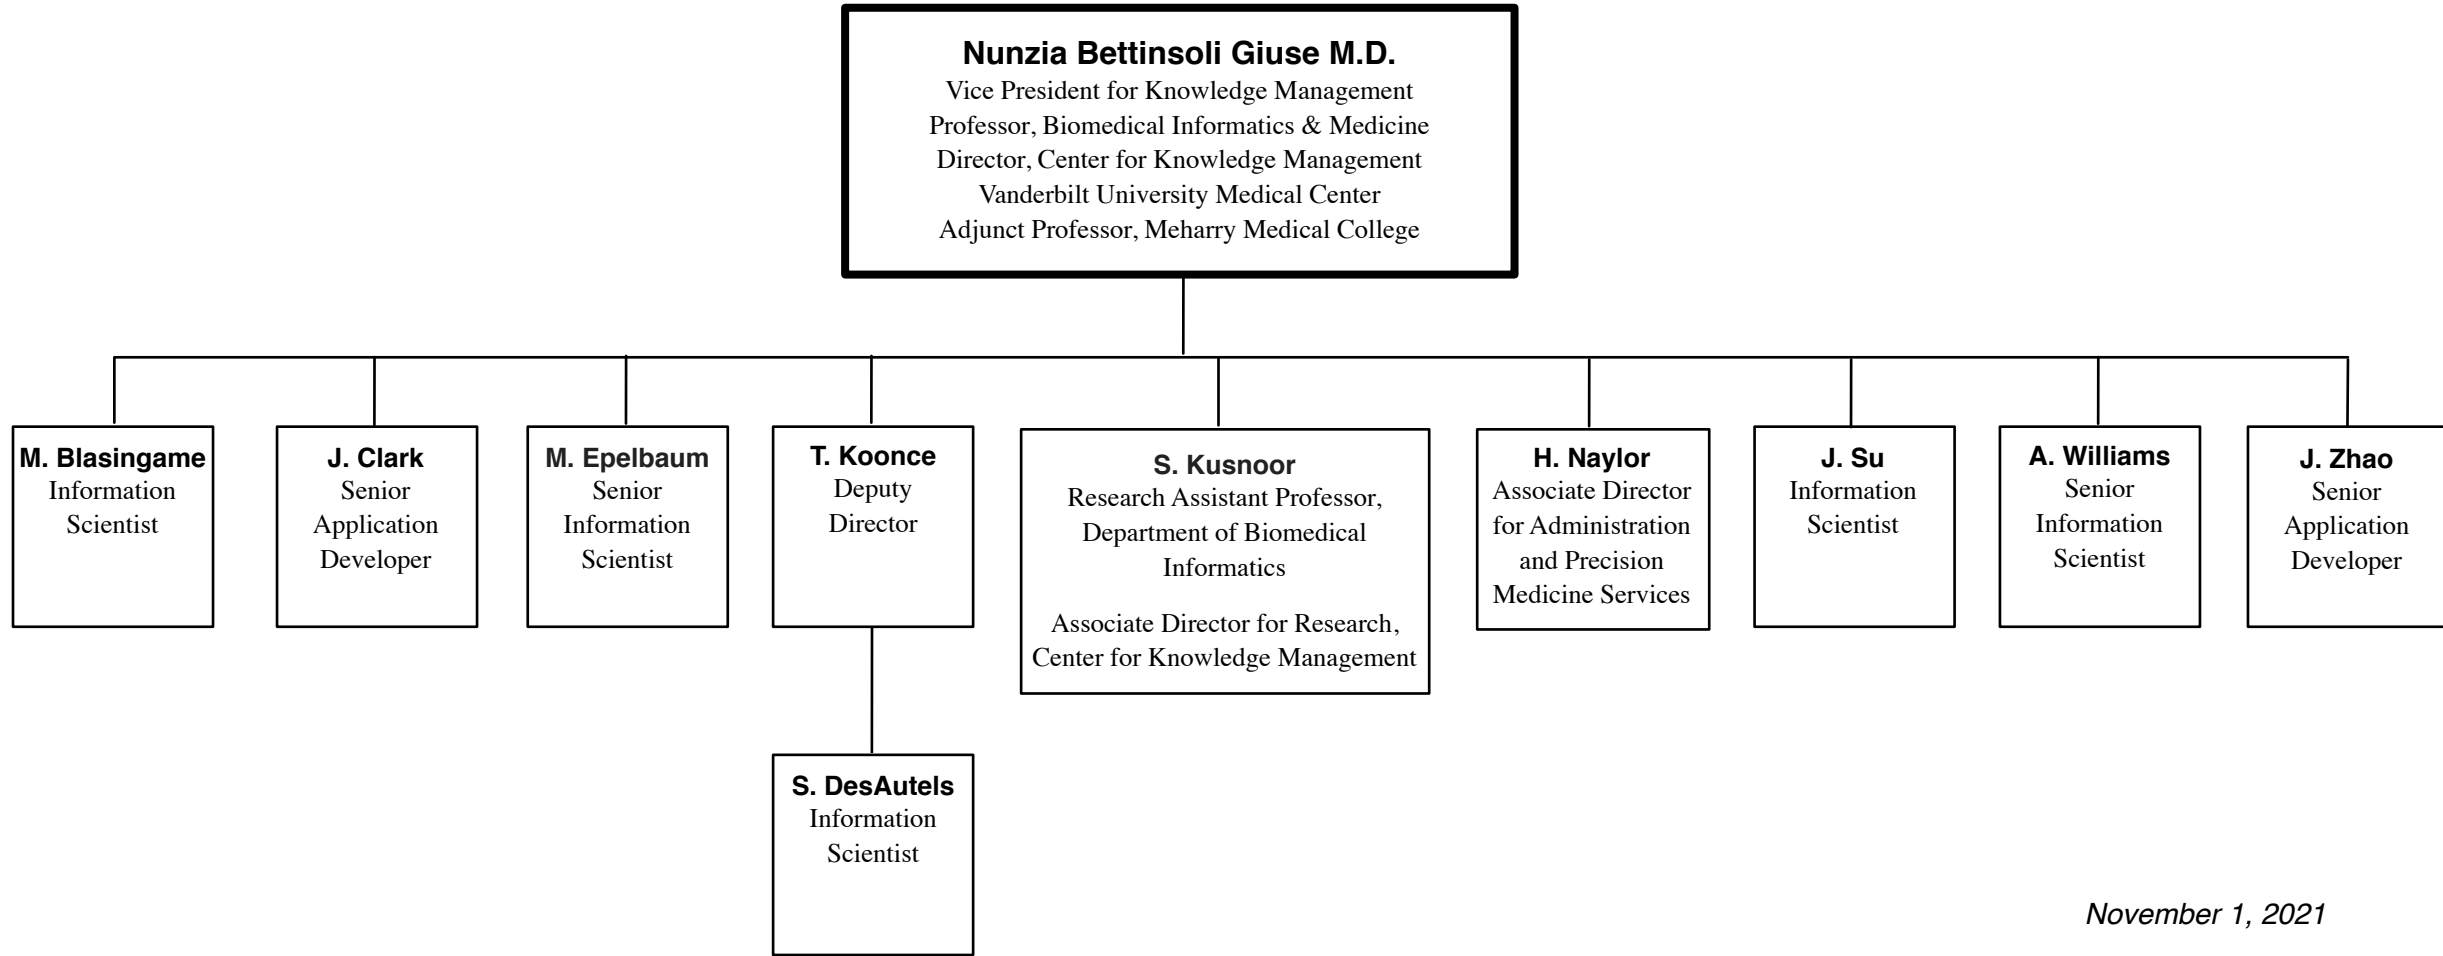 Nunzia Bettinsoli Giuse M.D.
Vice President for Knowledge Management
Professor, Biomedical Informatics & Medicine
Director, Center for Knowledge Management
Vanderbilt University Medical Center
Adjunct Professor, Meharry Medical College
M. Blasingame
Information
Scientist
J. Clark
Senior
Application
Developer
M. Epelbaum
Senior
Information
Scientist
T. Koonce
Deputy
Director
S. Kusnoor
Research Assistant Professor,
Department of Biomedical
Informatics
Associate Director for Research,
Center for Knowledge Management
H. Naylor
Associate Director
for Administration
and Precision
Medicine Services
J. Su
Information
Scientist
A. Williams
Senior
Information
Scientist
J. Zhao
Senior
Application
Developer
S. DesAutels
Information
Scientist
November 1, 2021